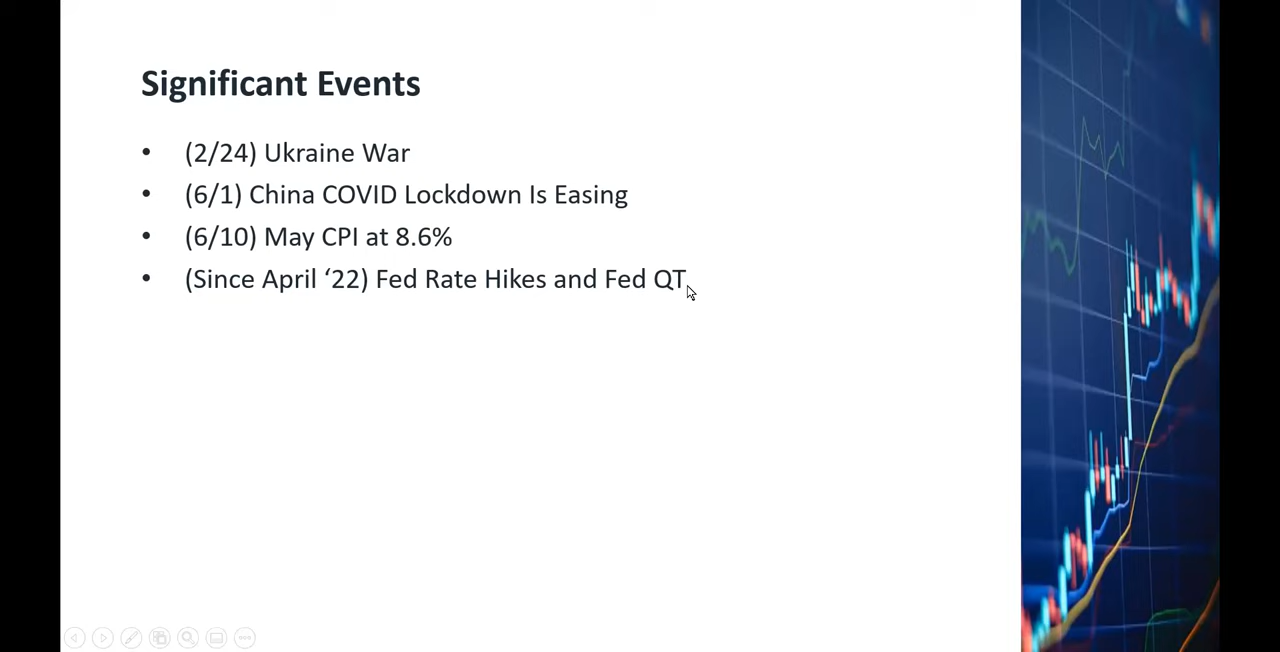 Significant Events
• (2/24) Ukraine War
• (6/1) China COVID Lockdown Is Easing
• (6/10) May CPI at 8.6%
• (Since April ‘22) Fed Rate Hikes and Fed QT